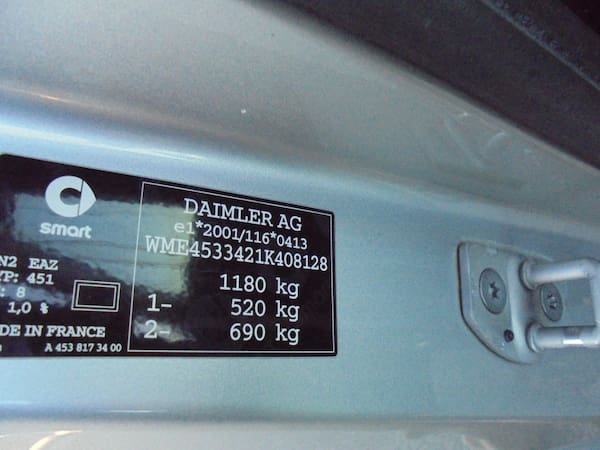 smart
N2 EAZ
YP: 451
: 8
1,0 %
DE IN FRANCE
A 453 817 34 00
DAIMLER AG
e1*2001/116*0413
WME4533421K408128
1180 kg
1- 520 kg
2- 690 kg